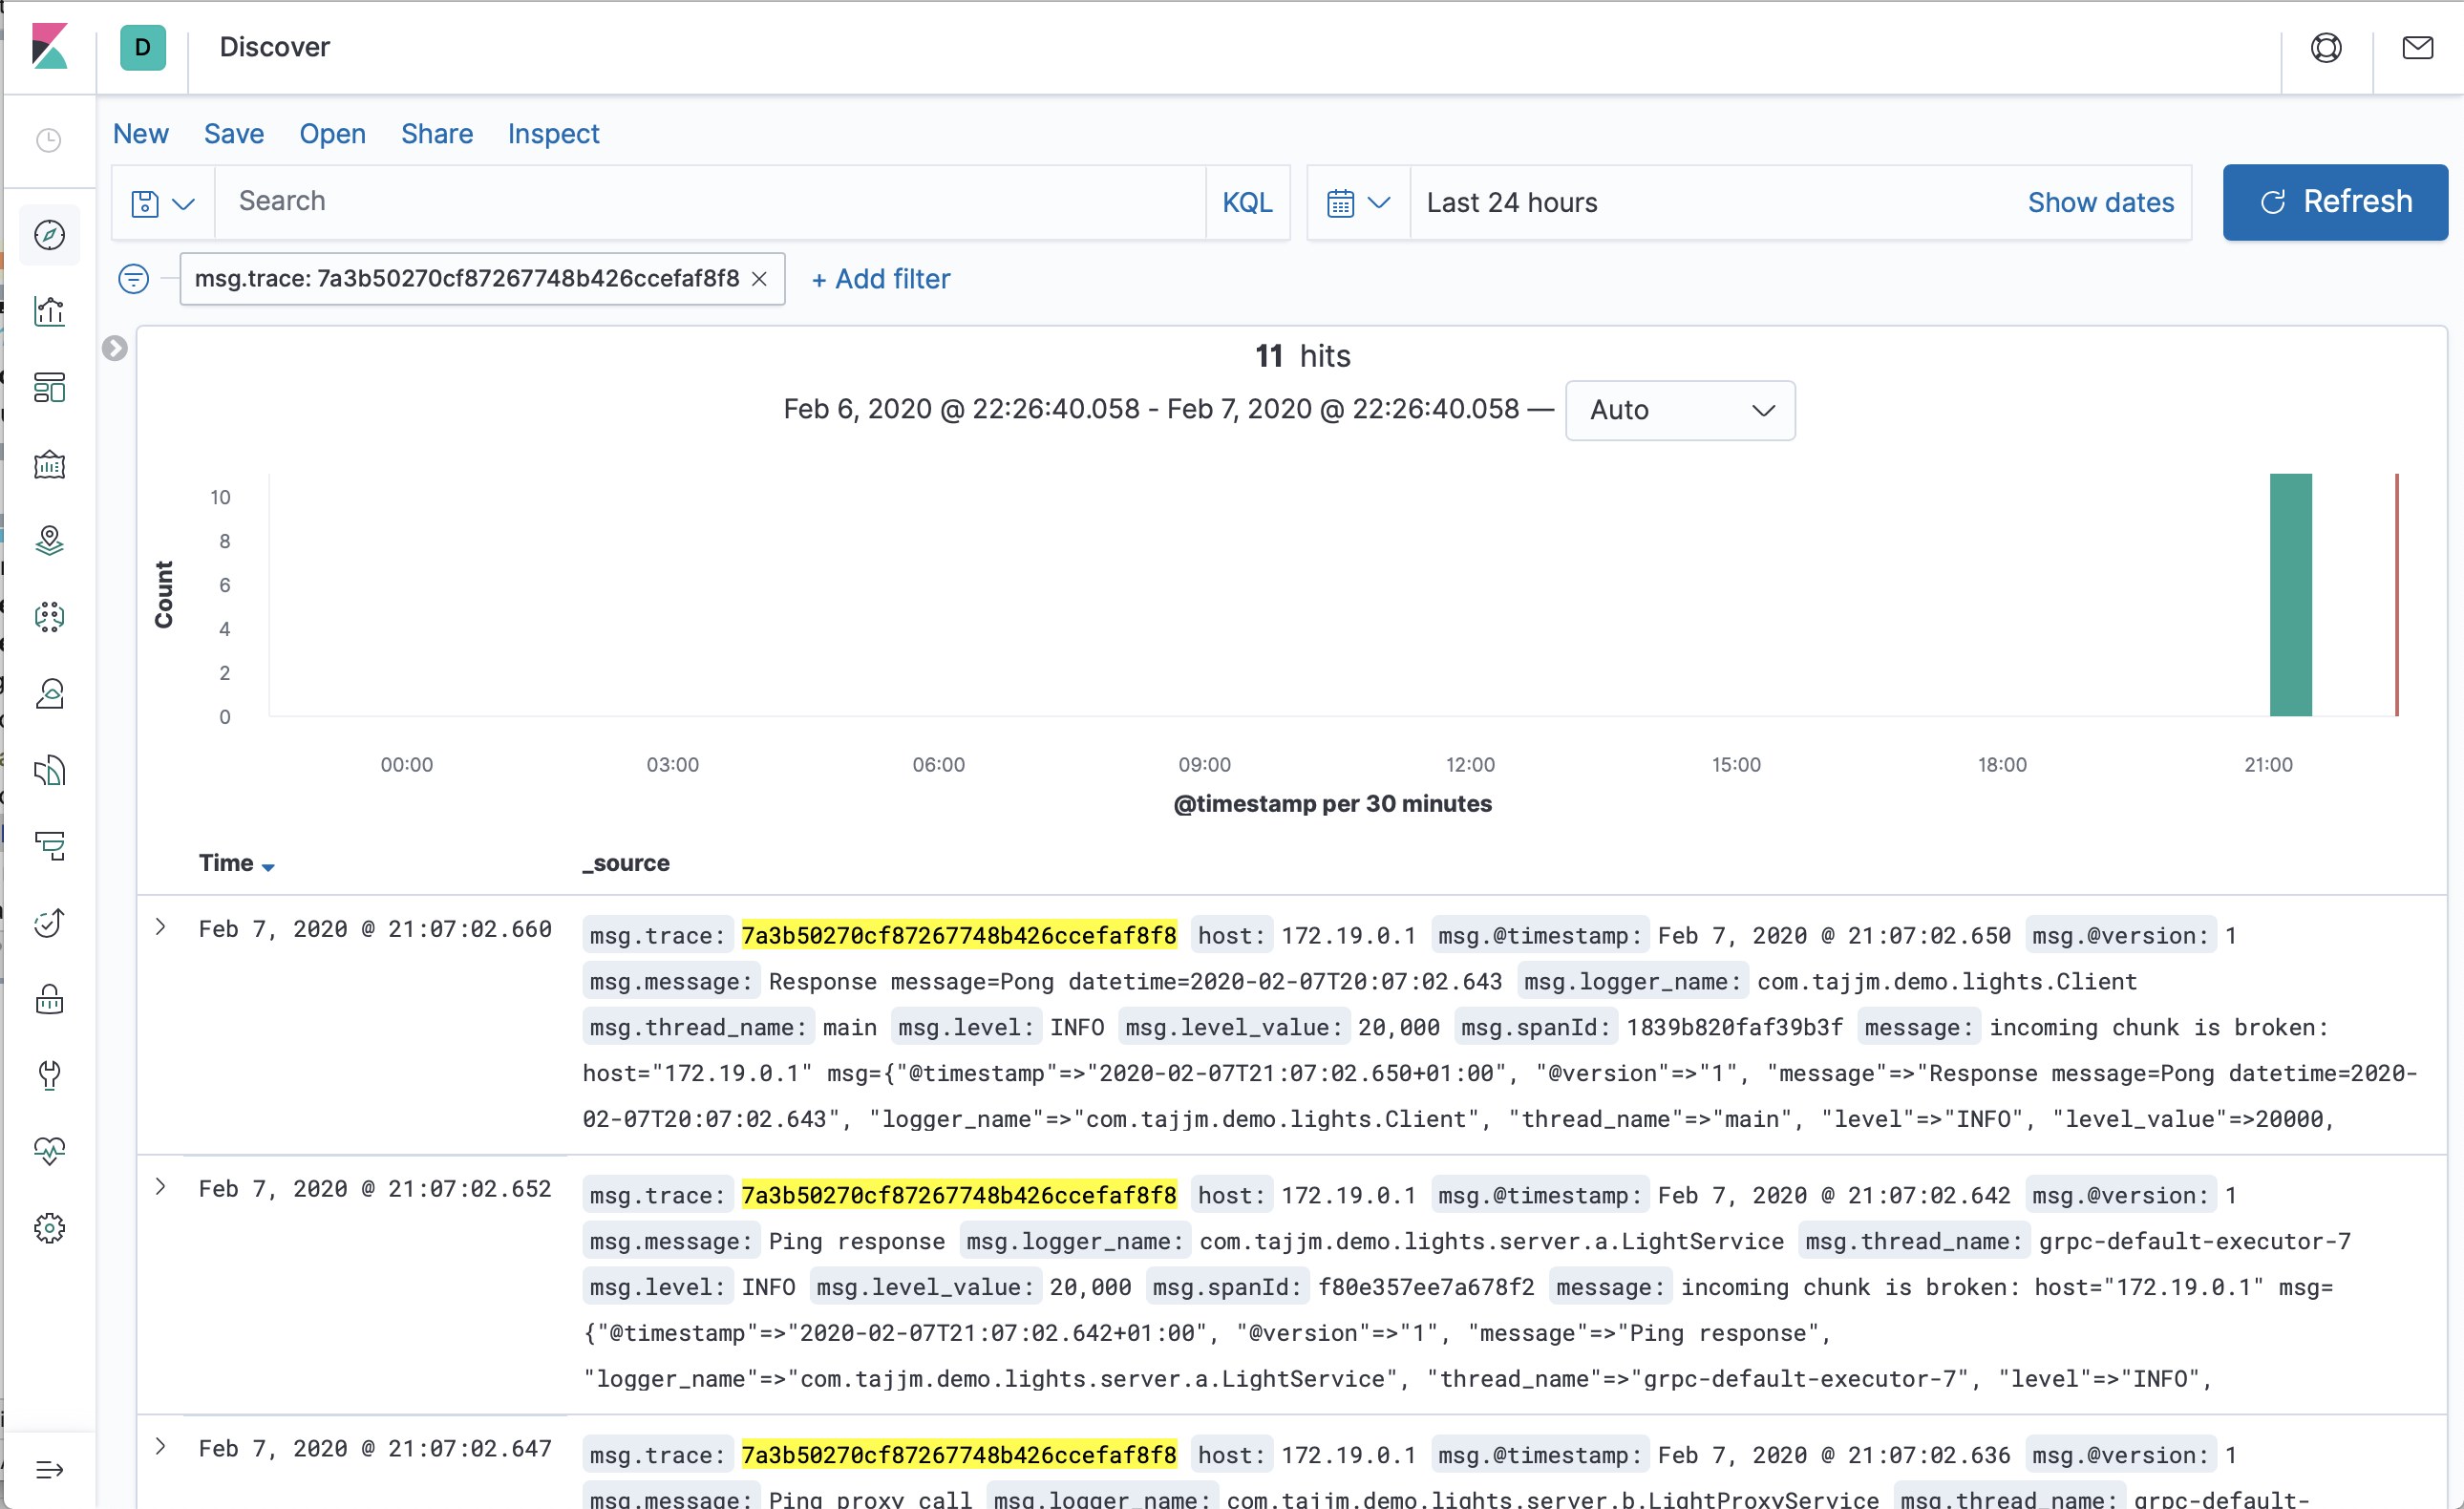 D Discover
New Save Open Share Inspect
Search KQL Last 24 hours Show dates Refresh
msg.trace: 7a3b50270cf87267748b426ccefaf8f8 + Add filter
11 hits
Feb 6, 2020 @ 22:26:40.058 - Feb 7, 2020 @ 22:26:40.058 — Auto
Count
10
8
6
4
2
0
00:00 03:00 06:00 09:00 12:00 15:00 18:00 21:00
@timestamp per 30 minutes
Time _source
Feb 7, 2020 @ 21:07:02.660 msg.trace: 7a3b50270cf87267748b426ccefaf8f8 host: 172.19.0.1 msg.@timestamp: Feb 7, 2020 @ 21:07:02.650 msg.@version: 1
msg.message: Response message=Pong datetime=2020-02-07T20:07:02.643 msg.logger_name: com.tajjm.demo.lights.Client
msg.thread_name: main msg.level: INFO msg.level_value: 20,000 msg.spanId: 1839b820faf39b3f message: incoming chunk is broken:
host="172.19.0.1" msg={"@timestamp"=>"2020-02-07T21:07:02.650+01:00", "@version"=>"1", "message"=>"Response message=Pong datetime=2020-
02-07T20:07:02.643", "logger_name"=>"com.tajjm.demo.lights.Client", "thread_name"=>"main", "level"=>"INFO", "level_value"=>20000,
Feb 7, 2020 @ 21:07:02.652 msg.trace: 7a3b50270cf87267748b426ccefaf8f8 host: 172.19.0.1 msg.@timestamp: Feb 7, 2020 @ 21:07:02.642 msg.@version: 1
msg.message: Ping response msg.logger_name: com.tajjm.demo.lights.server.a.LightService msg.thread_name: grpc-default-executor-7
msg.level: INFO msg.level_value: 20,000 msg.spanId: f80e357ee7a678f2 message: incoming chunk is broken: host="172.19.0.1" msg=
{"@timestamp"=>"2020-02-07T21:07:02.642+01:00", "@version"=>"1", "message"=>"Ping response",
"logger_name"=>"com.tajjm.demo.lights.server.a.LightService", "thread_name"=>"grpc-default-executor-7", "level"=>"INFO",
Feb 7, 2020 @ 21:07:02.647 msg.trace: 7a3b50270cf87267748b426ccefaf8f8 host: 172.19.0.1 msg.@timestamp: Feb 7, 2020 @ 21:07:02.636 msg.@version: 1
msg.message: Ping proxy call msg.logger_name: com.tajjm.demo.lights.server.b.LightProxyService msg.thread_name: grpc-default-